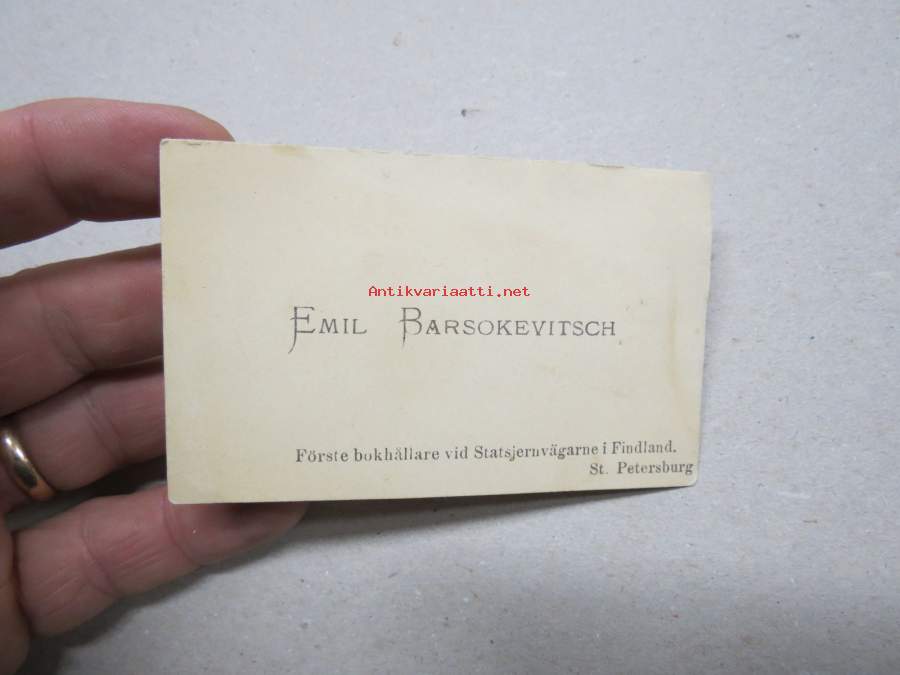 Antikvariaatti.net
EMIL BARSOKEVITSCH
Förste bokhållare vid Statsjernvägarne i Findland.
St. Petersburg